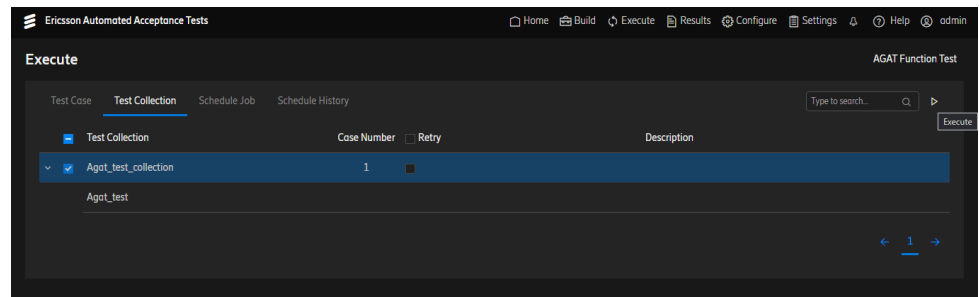 Ericsson Automated Acceptance Tests Home Build Execute Results Configure Settings Help admin
Execute AGAT Function Test
Test Case Test Collection Schedule Job Schedule History Type to search...
Execute
Test Collection Case Number Retry Description
Agat_test_collection 1
Agat_test
1